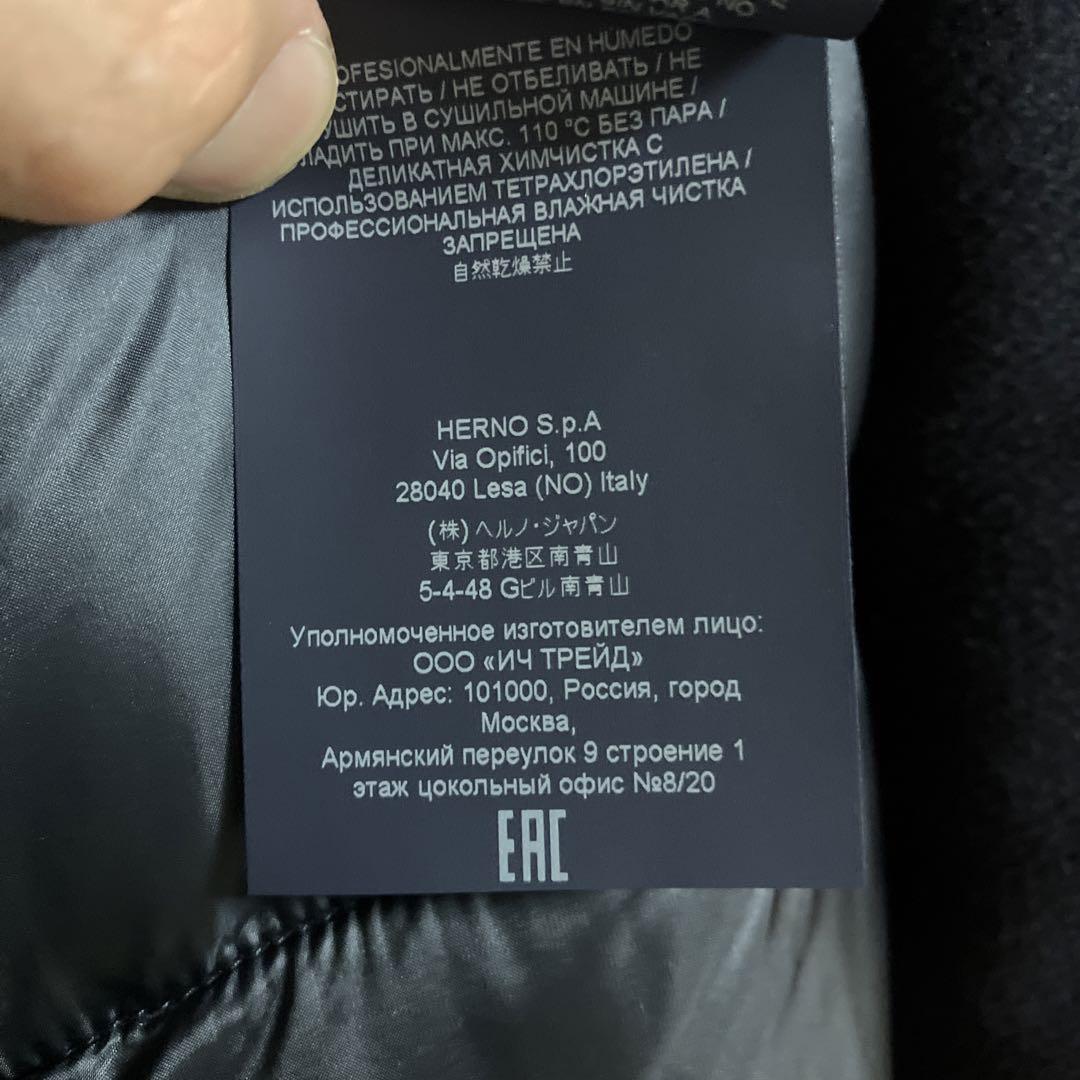 OFESIONALMENTE EN HÚMEDO
СТИРАТЬ / НЕ ОТБЕЛИВАТЬ / НЕ
УШИТЬ В СУШИЛЬНОЙ МАШИНЕ /
ЛАДИТЬ ПРИ МАКС. 110 °C БЕЗ ПАРА /
ДЕЛИКАТНАЯ ХИМЧИСТКА С
ИСПОЛЬЗОВАНИЕМ ТЕТРАХЛОРЭТИЛЕНА /
ПРОФЕССИОНАЛЬНАЯ ВЛАЖНАЯ ЧИСТКА
ЗАПРЕЩЕНА
自然乾燥禁止
HERNO S.p.A
Via Opifici, 100
28040 Lesa (NO) Italy
(株)ヘルノ・ジャパン
東京都港区南青山
5-4-48 Gビル南青山
Уполномоченное изготовителем лицо:
ООО «ИЧ ТРЕЙД»
Юр. Адрес: 101000, Россия, город
Москва,
Армянский переулок 9 строение 1
этаж цокольный офис №8/20
EAC